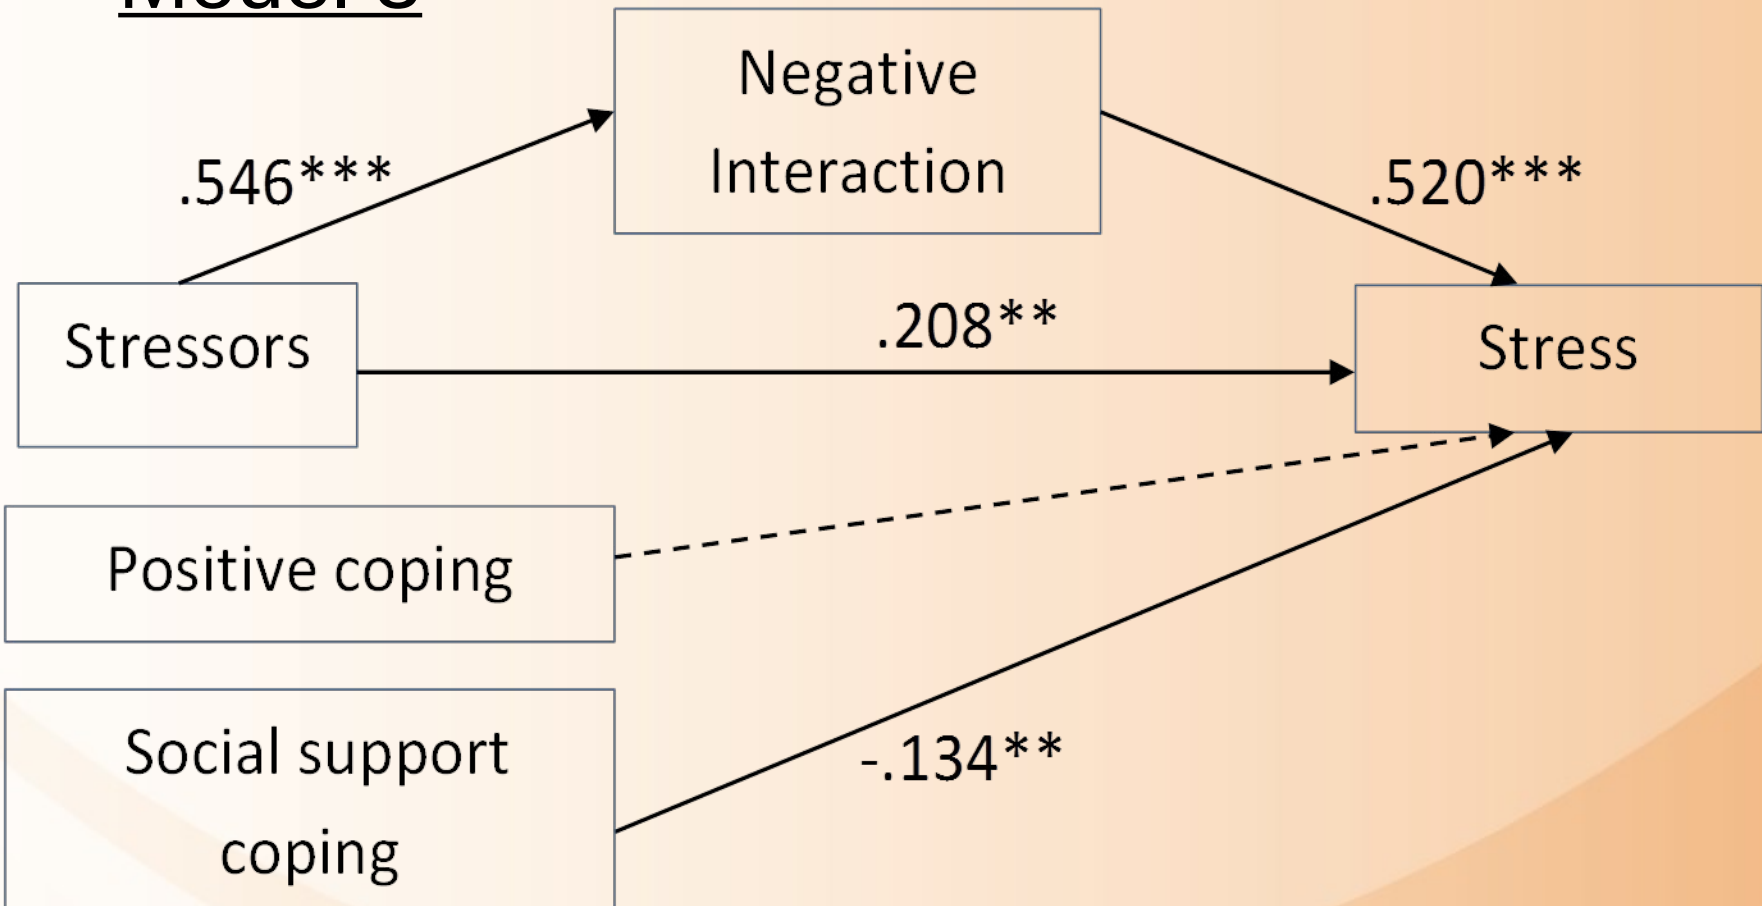 Negative
Interaction
.546***
.520***
Stressors
.208**
Stress
Positive coping
Social support
coping
-.134**